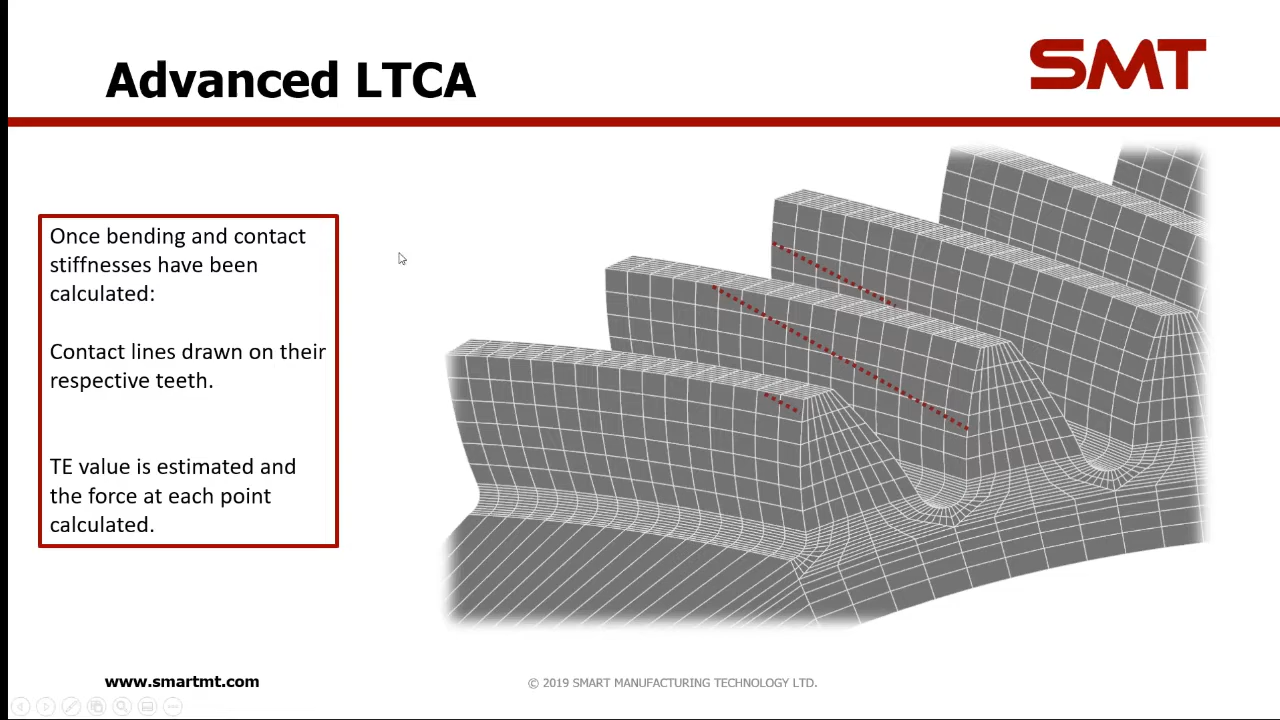 Advanced LTCA
SMT
Once bending and contact
stiffnesses have been
calculated:
Contact lines drawn on their
respective teeth.
TE value is estimated and
the force at each point
calculated.
www.smartmt.com
© 2019 SMART MANUFACTURING TECHNOLOGY LTD.